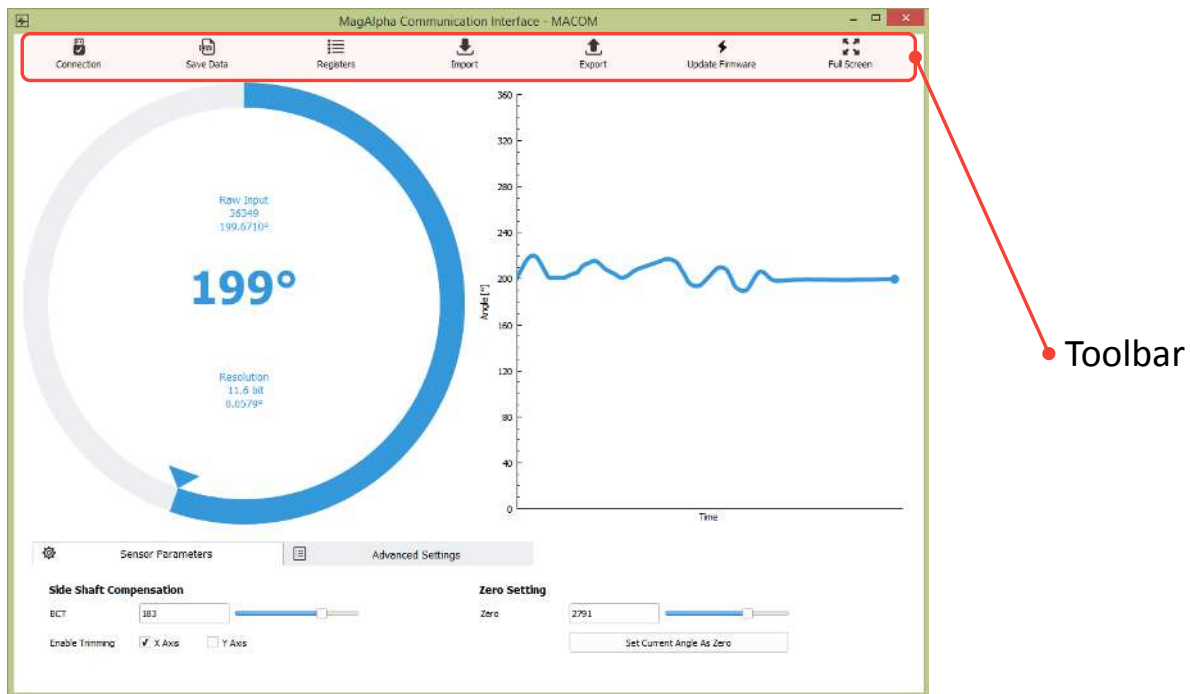 MagAlpha Communication Interface - MACOM
Connection Save Data Registers Import Export Update Firmware Full Screen
Raw Input
36349
199.6710°
199°
Resolution
11.6 bit
0.0579°
360
320
280
240
200
160
120
80
40
0
Angle [°]
Time
Toolbar
Sensor Parameters Advanced Settings
Side Shaft Compensation Zero Setting
BCT 183 Zero 2791
Enable Trimming X Axis Y Axis Set Current Angle As Zero